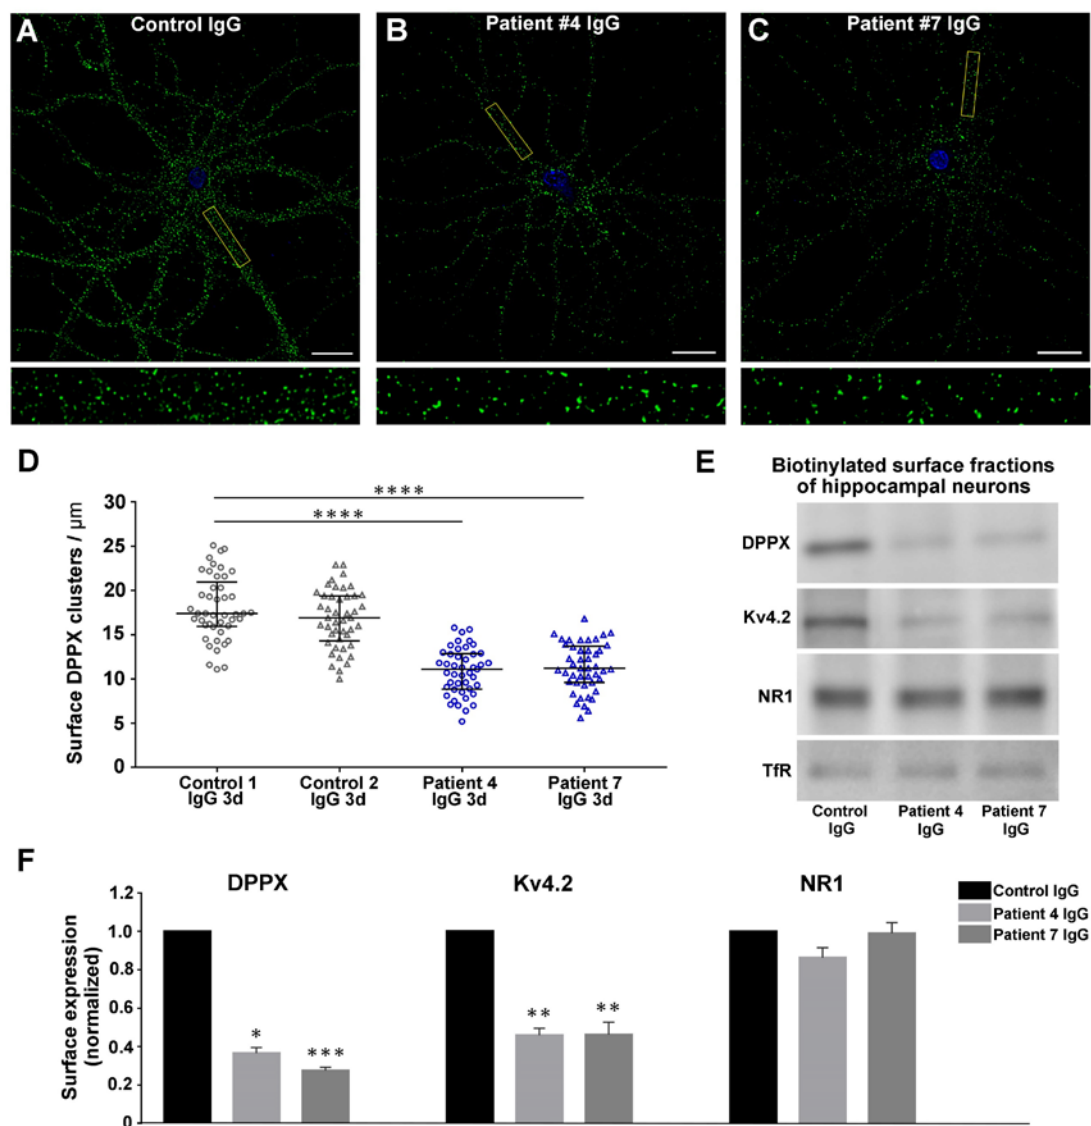 A
Control IgG
B
Patient #4 IgG
C
Patient #7 IgG
D
Surface DPPX clusters / μm
30
25
20
15
10
5
0
****
****
Control 1
IgG 3d
Control 2
IgG 3d
Patient 4
IgG 3d
Patient 7
IgG 3d
E
Biotinylated surface fractions
of hippocampal neurons
DPPX
Kv4.2
NR1
TfR
Control
IgG
Patient 4
IgG
Patient 7
IgG
F
Surface expression
(normalized)
1.2
1.0
0.8
0.6
0.4
0.2
0
DPPX
*
***
Kv4.2
**
**
NR1
Control IgG
Patient 4 IgG
Patient 7 IgG